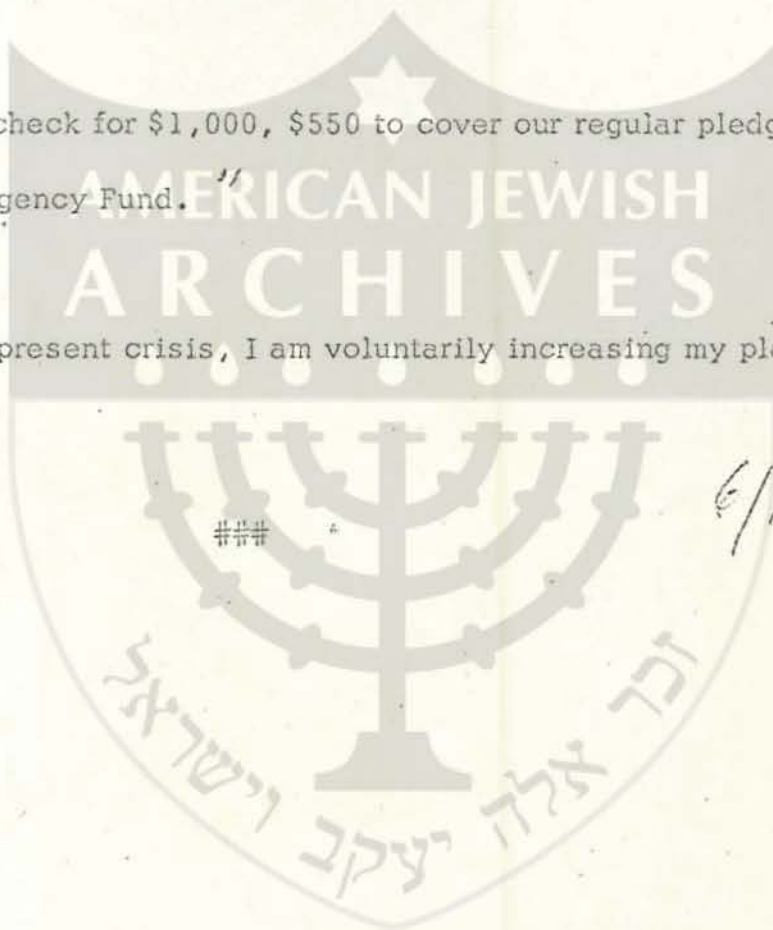 check for $1,000, $550 to cover our regular pledg
gency Fund."
AMERICAN JEWISH
ARCHIVES
present crisis, I am voluntarily increasing my ple
###
זכר אלה יעקב וישראל